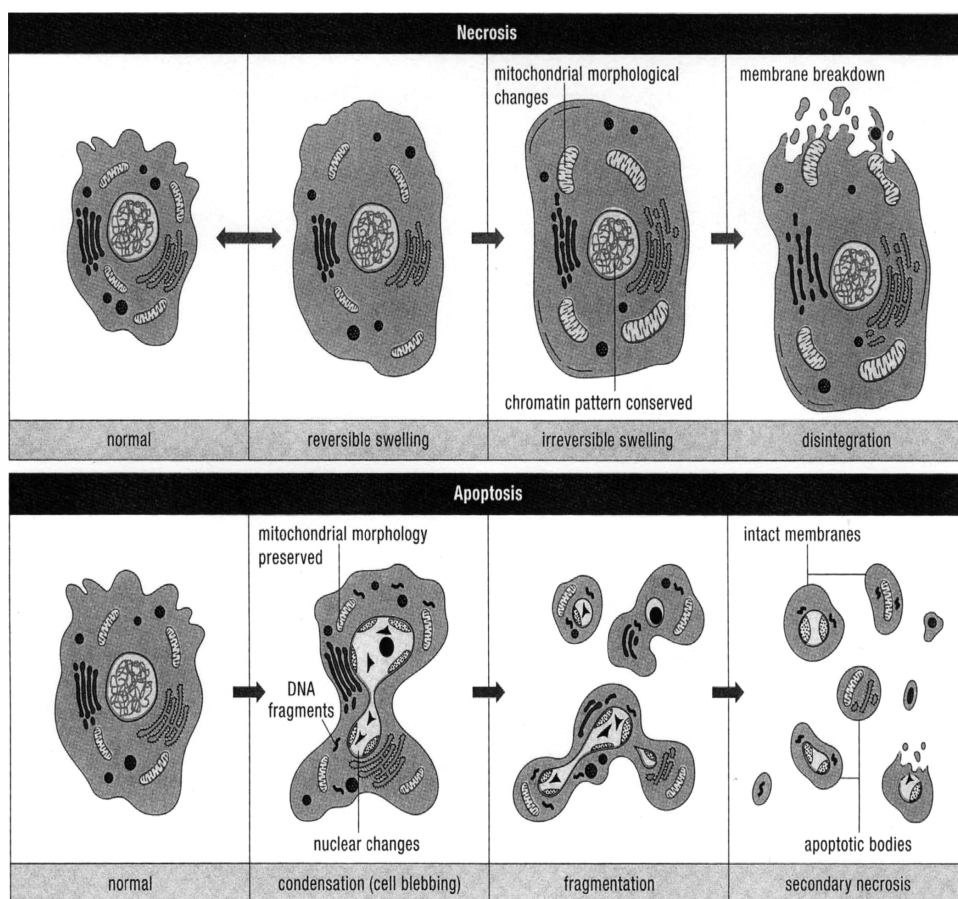 Necrosis
mitochondrial morphological
changes
membrane breakdown
chromatin pattern conserved
normal
reversible swelling
irreversible swelling
disintegration
Apoptosis
mitochondrial morphology
preserved
DNA
fragments
nuclear changes
intact membranes
apoptotic bodies
normal
condensation (cell blebbing)
fragmentation
secondary necrosis